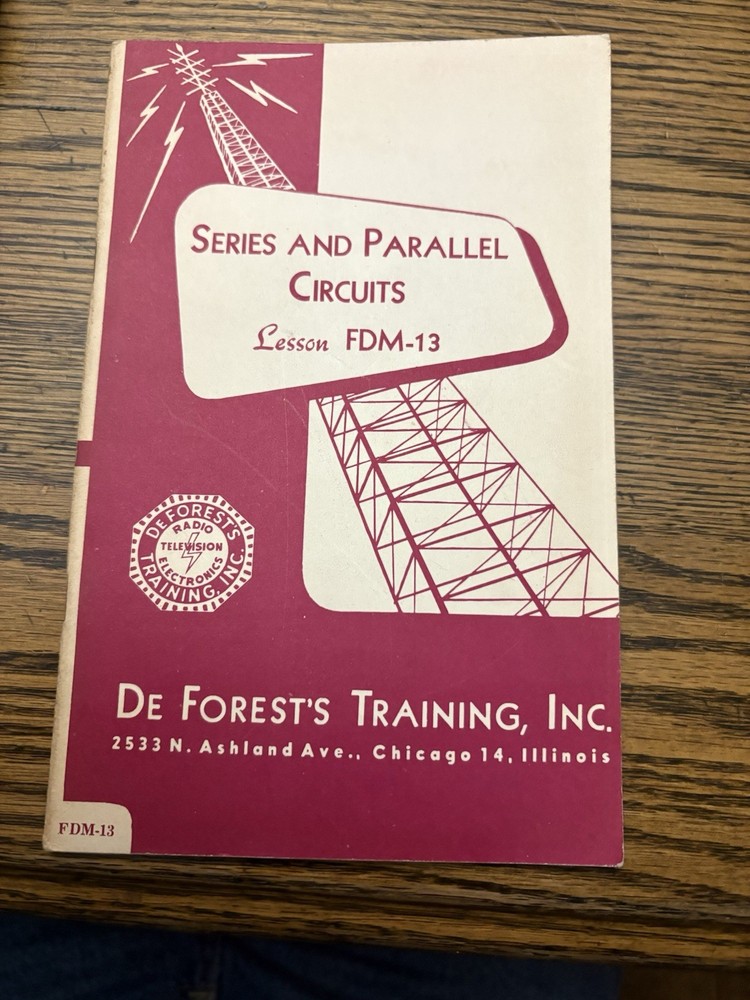 SERIES AND PARALLEL
CIRCUITS
Lesson FDM-13
DE FOREST'S
RADIO
TELEVISION
ELECTRONICS
TRAINING, INC.
DE FOREST'S TRAINING, INC.
2533 N. Ashland Ave., Chicago 14, Illinois
FDM-13